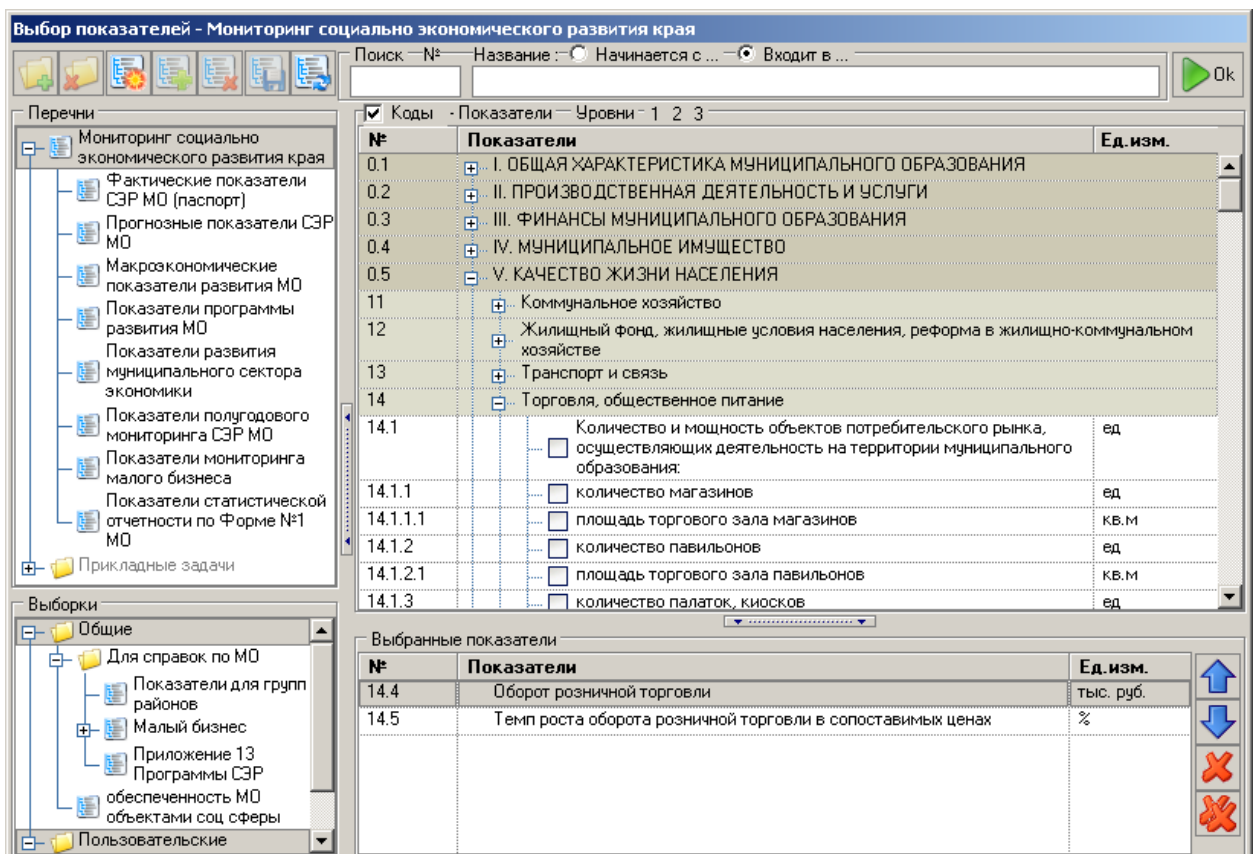 Выбор показателей - Мониторинг социально экономического развития края
Поиск № Название : Начинается с ... Входит в ...
Ok
Перечни
Мониторинг социально
экономического развития края
Фактические показатели
СЭР МО (паспорт)
Прогнозные показатели СЭР
МО
Макроэкономические
показатели развития МО
Показатели программы
развития МО
Показатели развития
муниципального сектора
экономики
Показатели полугодового
мониторинга СЭР МО
Показатели мониторинга
малого бизнеса
Показатели статистической
отчетности по Форме №1
МО
Прикладные задачи
Выборки
Общие
Для справок по МО
Показатели для групп
районов
Малый бизнес
Приложение 13
Программы СЭР
обеспеченность МО
объектами соц сферы
Пользовательские
Коды - Показатели Уровни 1 2 3
№ Показатели Ед.изм.
0.1 I. ОБЩАЯ ХАРАКТЕРИСТИКА МУНИЦИПАЛЬНОГО ОБРАЗОВАНИЯ
0.2 II. ПРОИЗВОДСТВЕННАЯ ДЕЯТЕЛЬНОСТЬ И УСЛУГИ
0.3 III. ФИНАНСЫ МУНИЦИПАЛЬНОГО ОБРАЗОВАНИЯ
0.4 IV. МУНИЦИПАЛЬНОЕ ИМУЩЕСТВО
0.5 V. КАЧЕСТВО ЖИЗНИ НАСЕЛЕНИЯ
11 Коммунальное хозяйство
12 Жилищный фонд, жилищные условия населения, реформа в жилищно-коммунальном
хозяйстве
13 Транспорт и связь
14 Торговля, общественное питание
14.1 Количество и мощность объектов потребительского рынка, ед
осуществляющих деятельность на территории муниципального
образования:
14.1.1 количество магазинов ед
14.1.1.1 площадь торгового зала магазинов кв.м
14.1.2 количество павильонов ед
14.1.2.1 площадь торгового зала павильонов кв.м
14.1.3 количество палаток, киосков ед
Выбранные показатели
№ Показатели Ед.изм.
14.4 Оборот розничной торговли тыс. руб.
14.5 Темп роста оборота розничной торговли в сопоставимых ценах %